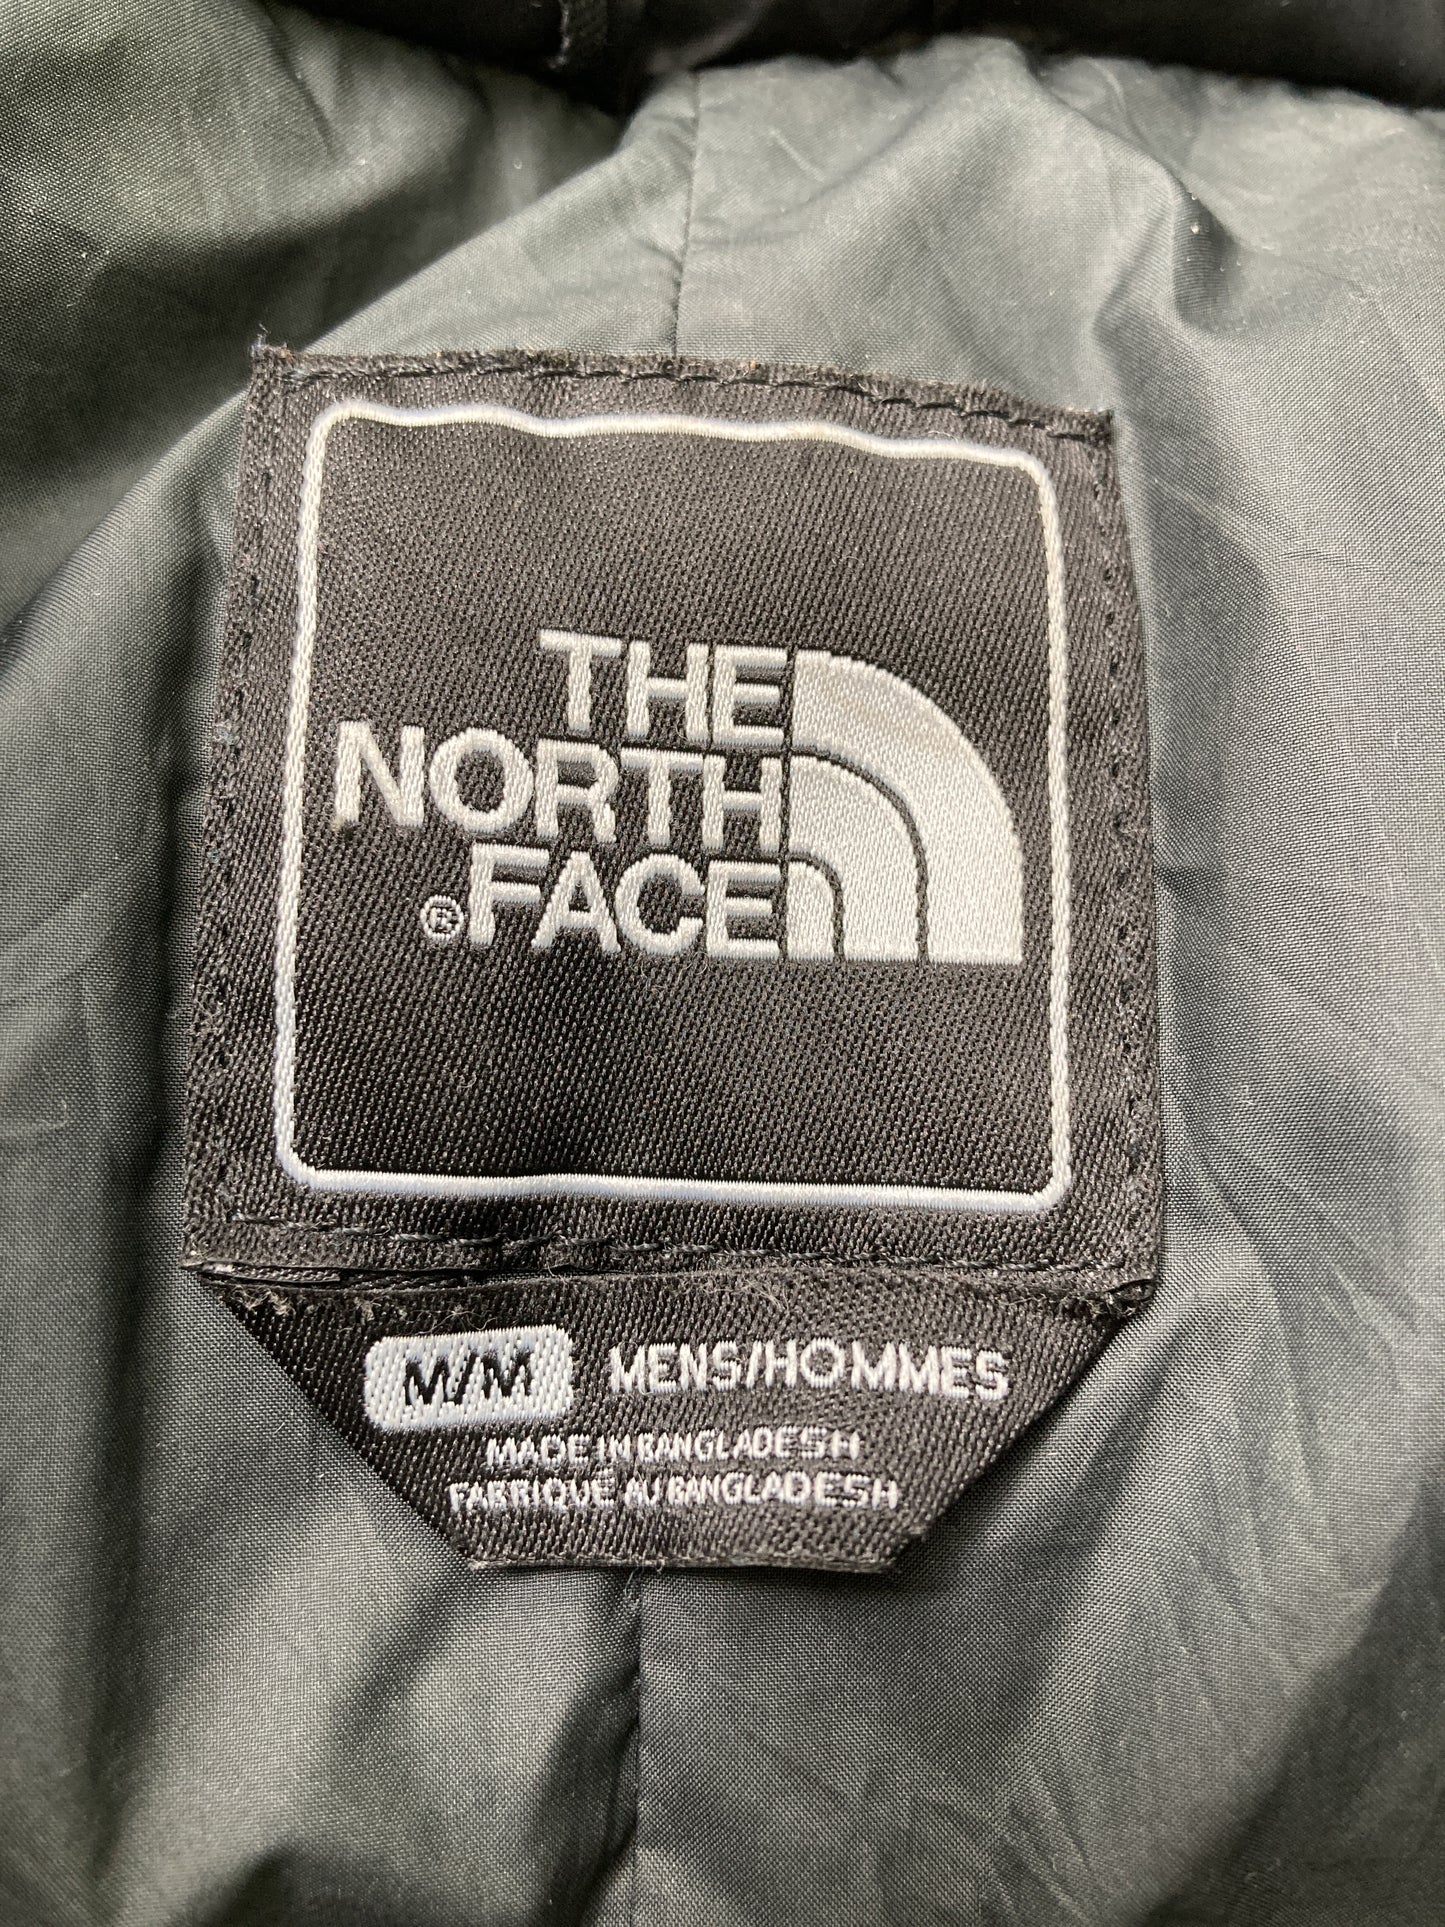 THE
NORTH
®FACE
M/M MENS/HOMMES
MADE IN BANGLADESH
FABRIQUÉ AU BANGLADESH